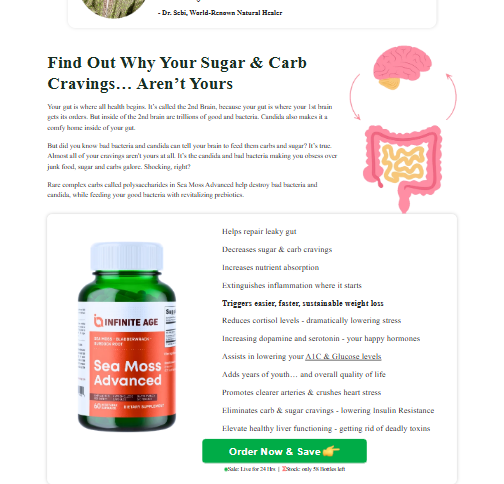 - Dr. Sebi, World-Renown Natural Healer
Find Out Why Your Sugar & Carb
Cravings… Aren't Yours
Your gut is where all health begins. It's called the 2nd Brain, because your gut is where your 1st brain
gets its orders. But inside of the 2nd brain are trillions of good and bacteria. Candida also makes it a
comfy home inside of your gut.
But did you know bad bacteria and candida can tell your brain to feed them carbs and sugar? It's true.
Almost all of your cravings aren't yours at all. It's the candida and bad bacteria making you obsess over
junk food, sugar and carbs galore. Shocking, right?
Rare complex carbs called polysaccharides in Sea Moss Advanced help destroy bad bacteria and
candida, while feeding your good bacteria with revitalizing prebiotics.
Helps repair leaky gut
Decreases sugar & carb cravings
Increases nutrient absorption
Extinguishes inflammation where it starts
Triggers easier, faster, sustainable weight loss
Reduces cortisol levels - dramatically lowering stress
Increasing dopamine and serotonin - your happy hormones
Assists in lowering your A1C & Glucose levels
Adds years of youth… and overall quality of life
Promotes clearer arteries & crushes heart stress
Eliminates carb & sugar cravings - lowering Insulin Resistance
Elevate healthy liver functioning - getting rid of deadly toxins
INFINITE AGE
Sea Moss
Advanced
DIETARY SUPPLEMENT
Order Now & Save👉
Sale: Live for 24 Hrs | Stock: only 58 Bottles left